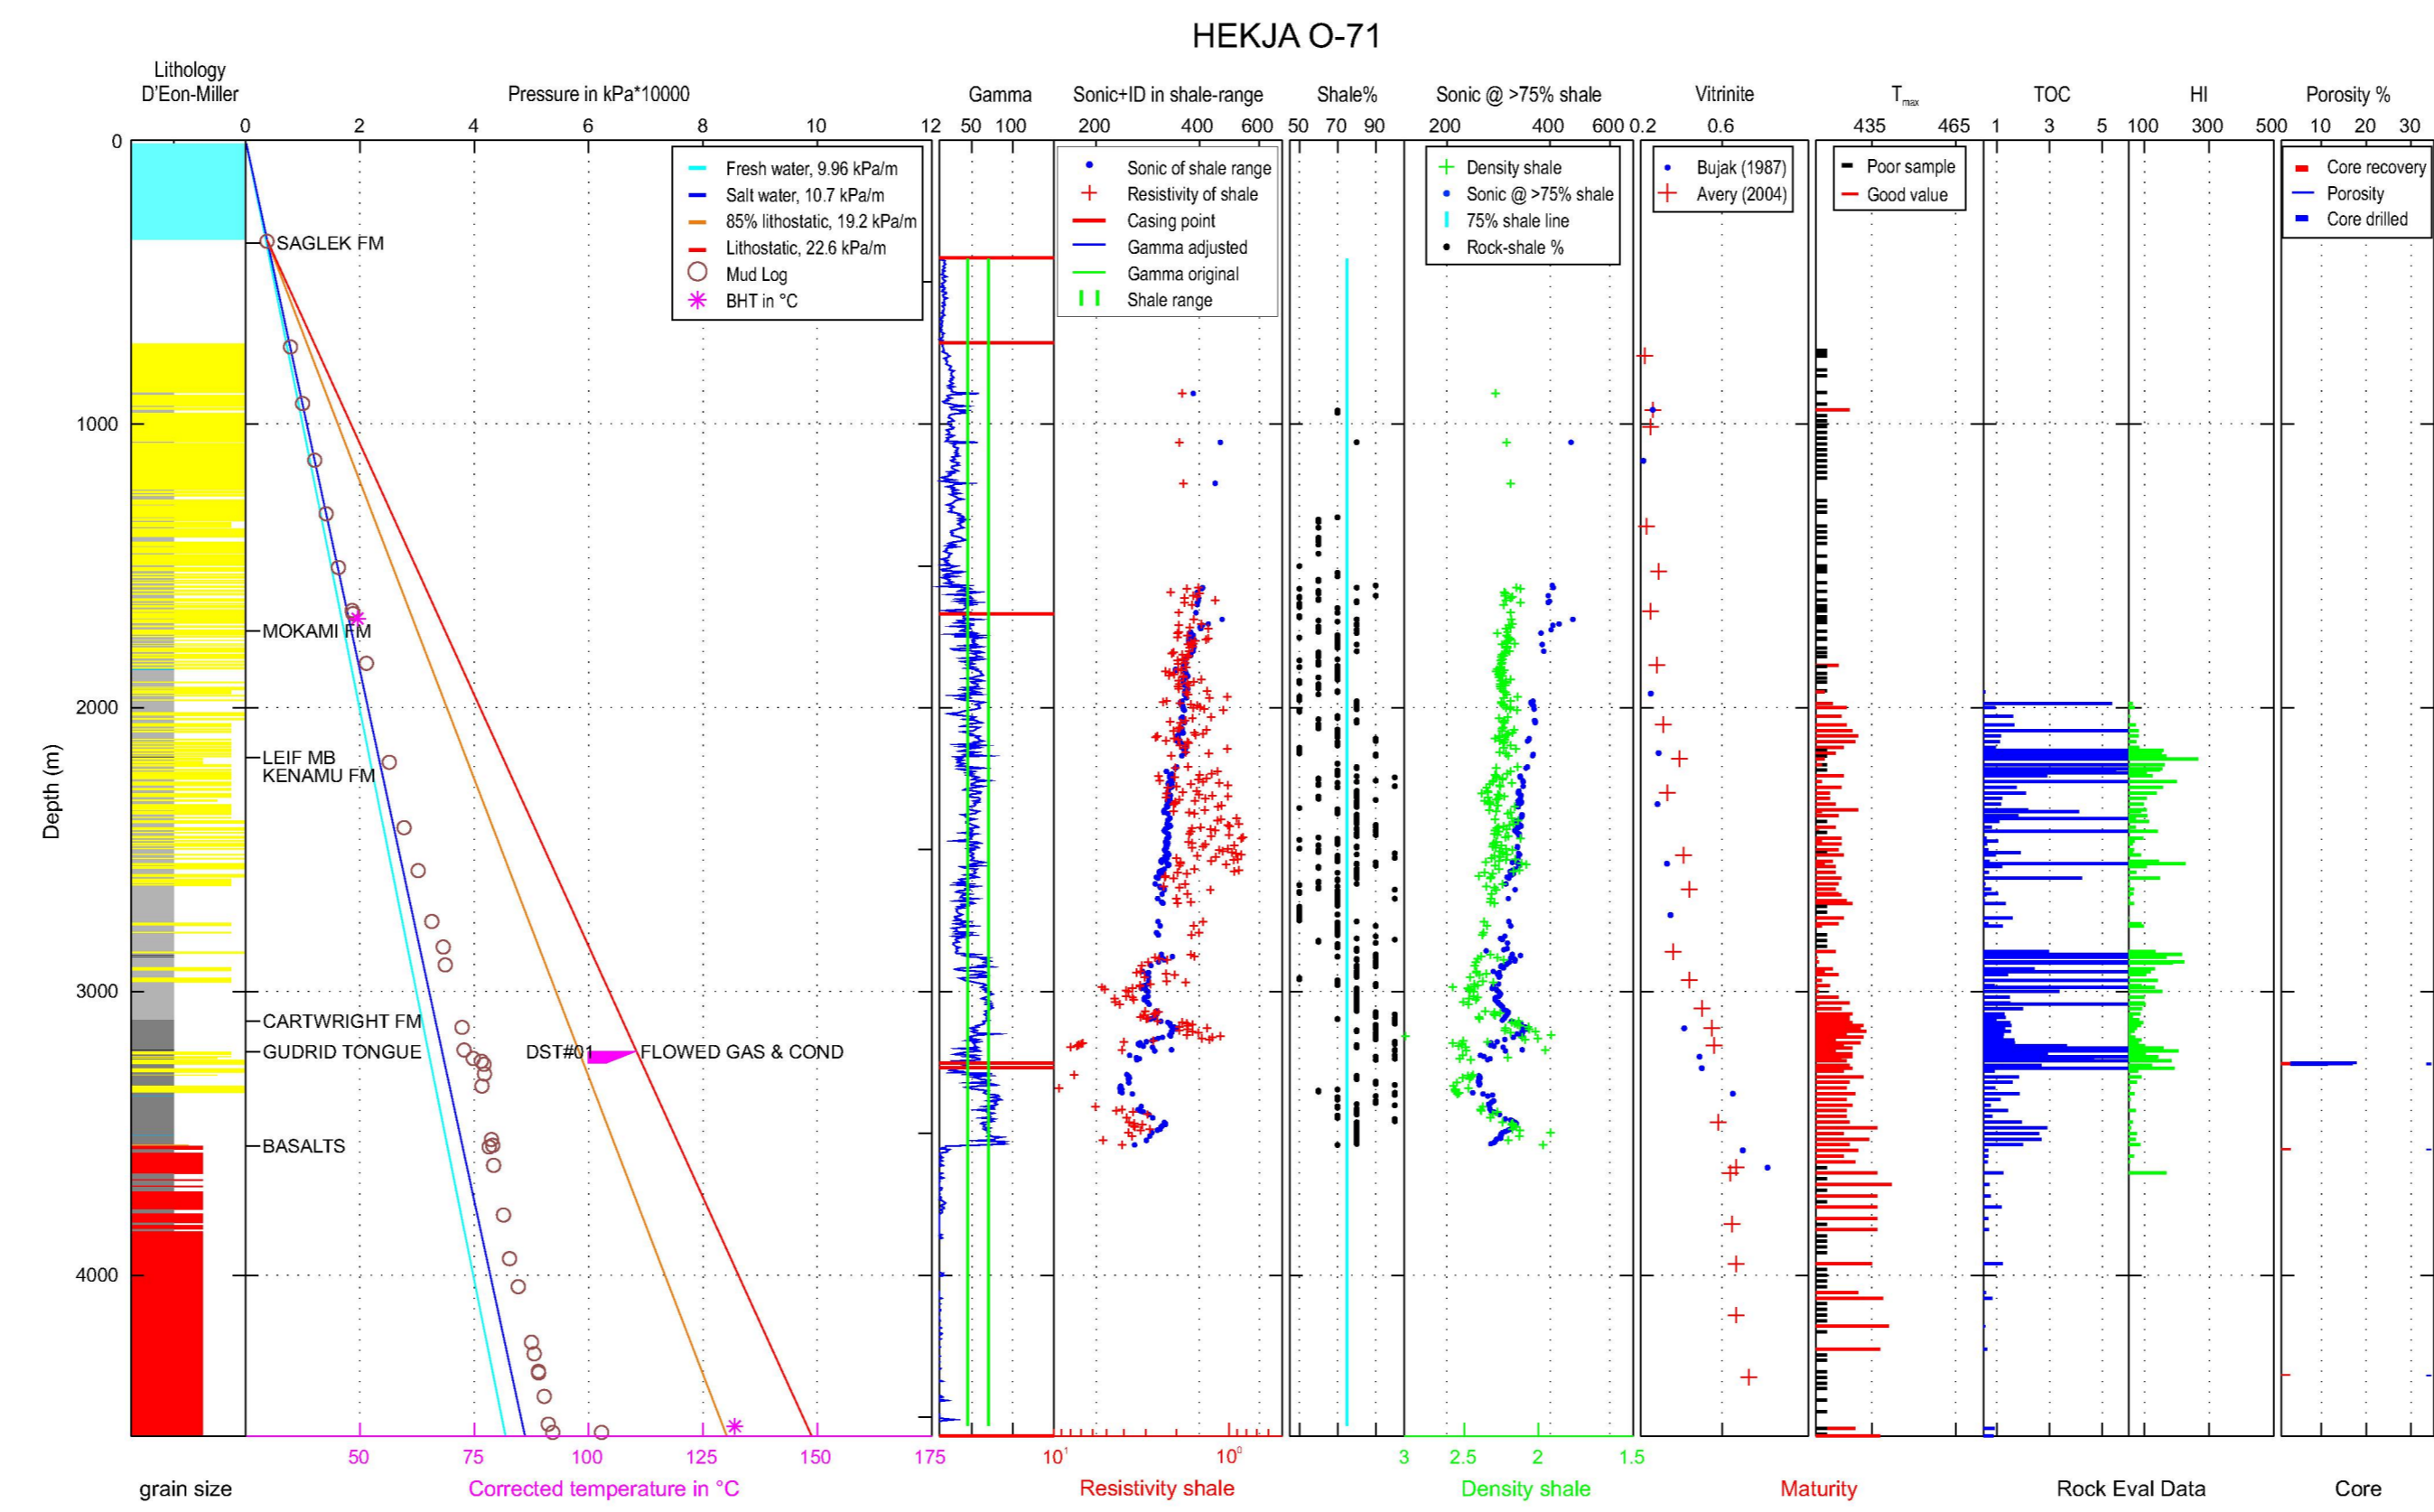 HEKJA O-71
Lithology
D'Eon-Miller
Pressure in kPa*10000
Gamma
Sonic+ID in shale-range
Shale%
Sonic @ >75% shale
Vitrinite
Tmax
TOC
HI
Porosity %
0 2 4 6 8 10 12
50 100
200 400 600
50 70 90
200 400 600
0.2 0.6
435 465
1 3 5
100 300 500
0 10 20 30
Fresh water, 9.96 kPa/m
Salt water, 10.7 kPa/m
85% lithostatic, 19.2 kPa/m
Lithostatic, 22.6 kPa/m
Mud Log
BHT in °C
Sonic of shale range
Resistivity of shale
Casing point
Gamma adjusted
Gamma original
Shale range
Density shale
Sonic @ >75% shale
75% shale line
Rock-shale %
Bujak (1987)
Avery (2004)
Poor sample
Good value
Core recovery
Porosity
Core drilled
Depth (m)
0
1000
2000
3000
4000
SAGLEK FM
MOKAMI FM
LEIF MB
KENAMU FM
CARTWRIGHT FM
GUDRID TONGUE
DST#01
FLOWED GAS & COND
BASALTS
50 75 100 125 150 175
10¹ 10⁰
3 2.5 2 1.5
grain size
Corrected temperature in °C
Resistivity shale
Density shale
Maturity
Rock Eval Data
Core